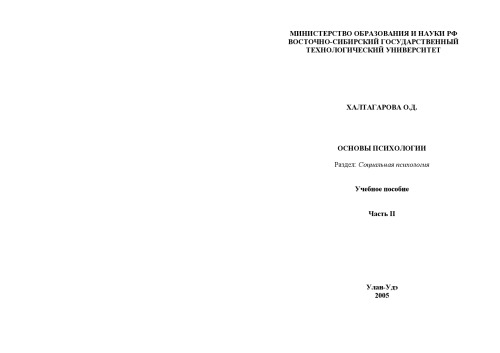 МИНИСТЕРСТВО ОБРАЗОВАНИЯ И НАУКИ РФ
ВОСТОЧНО-СИБИРСКИЙ ГОСУДАРСТВЕННЫЙ
ТЕХНОЛОГИЧЕСКИЙ УНИВЕРСИТЕТ
ХАЛТАГАРОВА О.Д.
ОСНОВЫ ПСИХОЛОГИИ
Раздел: Социальная психология
Учебное пособие
Часть II
Улан-Удэ
2005